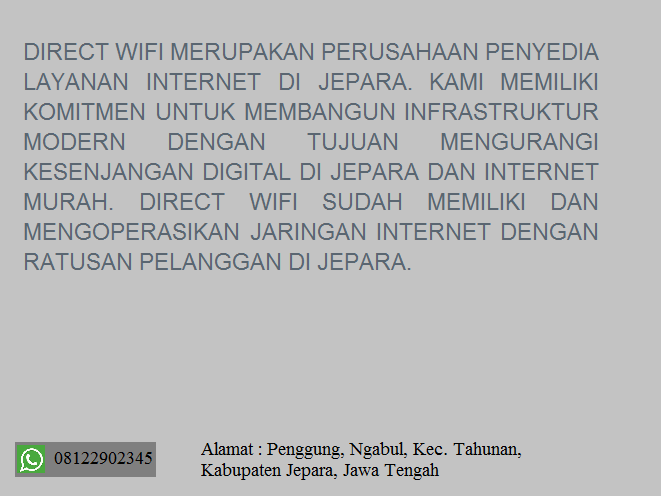 DIRECT WIFI MERUPAKAN PERUSAHAAN PENYEDIA
LAYANAN INTERNET DI JEPARA. KAMI MEMILIKI
KOMITMEN UNTUK MEMBANGUN INFRASTRUKTUR
MODERN DENGAN TUJUAN MENGURANGI
KESENJANGAN DIGITAL DI JEPARA DAN INTERNET
MURAH. DIRECT WIFI SUDAH MEMILIKI DAN
MENGOPERASIKAN JARINGAN INTERNET DENGAN
RATUSAN PELANGGAN DI JEPARA.
08122902345
Alamat : Penggung, Ngabul, Kec. Tahunan,
Kabupaten Jepara, Jawa Tengah